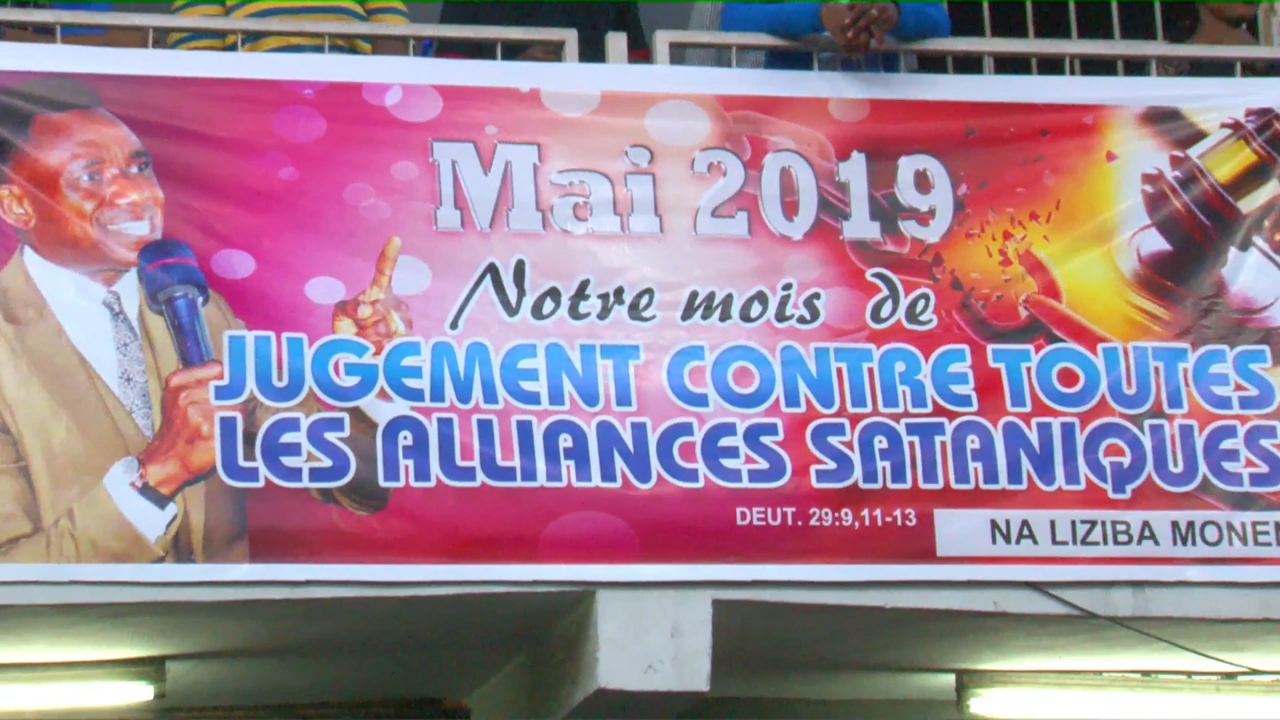 Mai 2019
Notre mois de
JUGEMENT CONTRE TOUTES
LES ALLIANCES SATANIQUES
DEUT. 29:9,11-13
NA LIZIBA